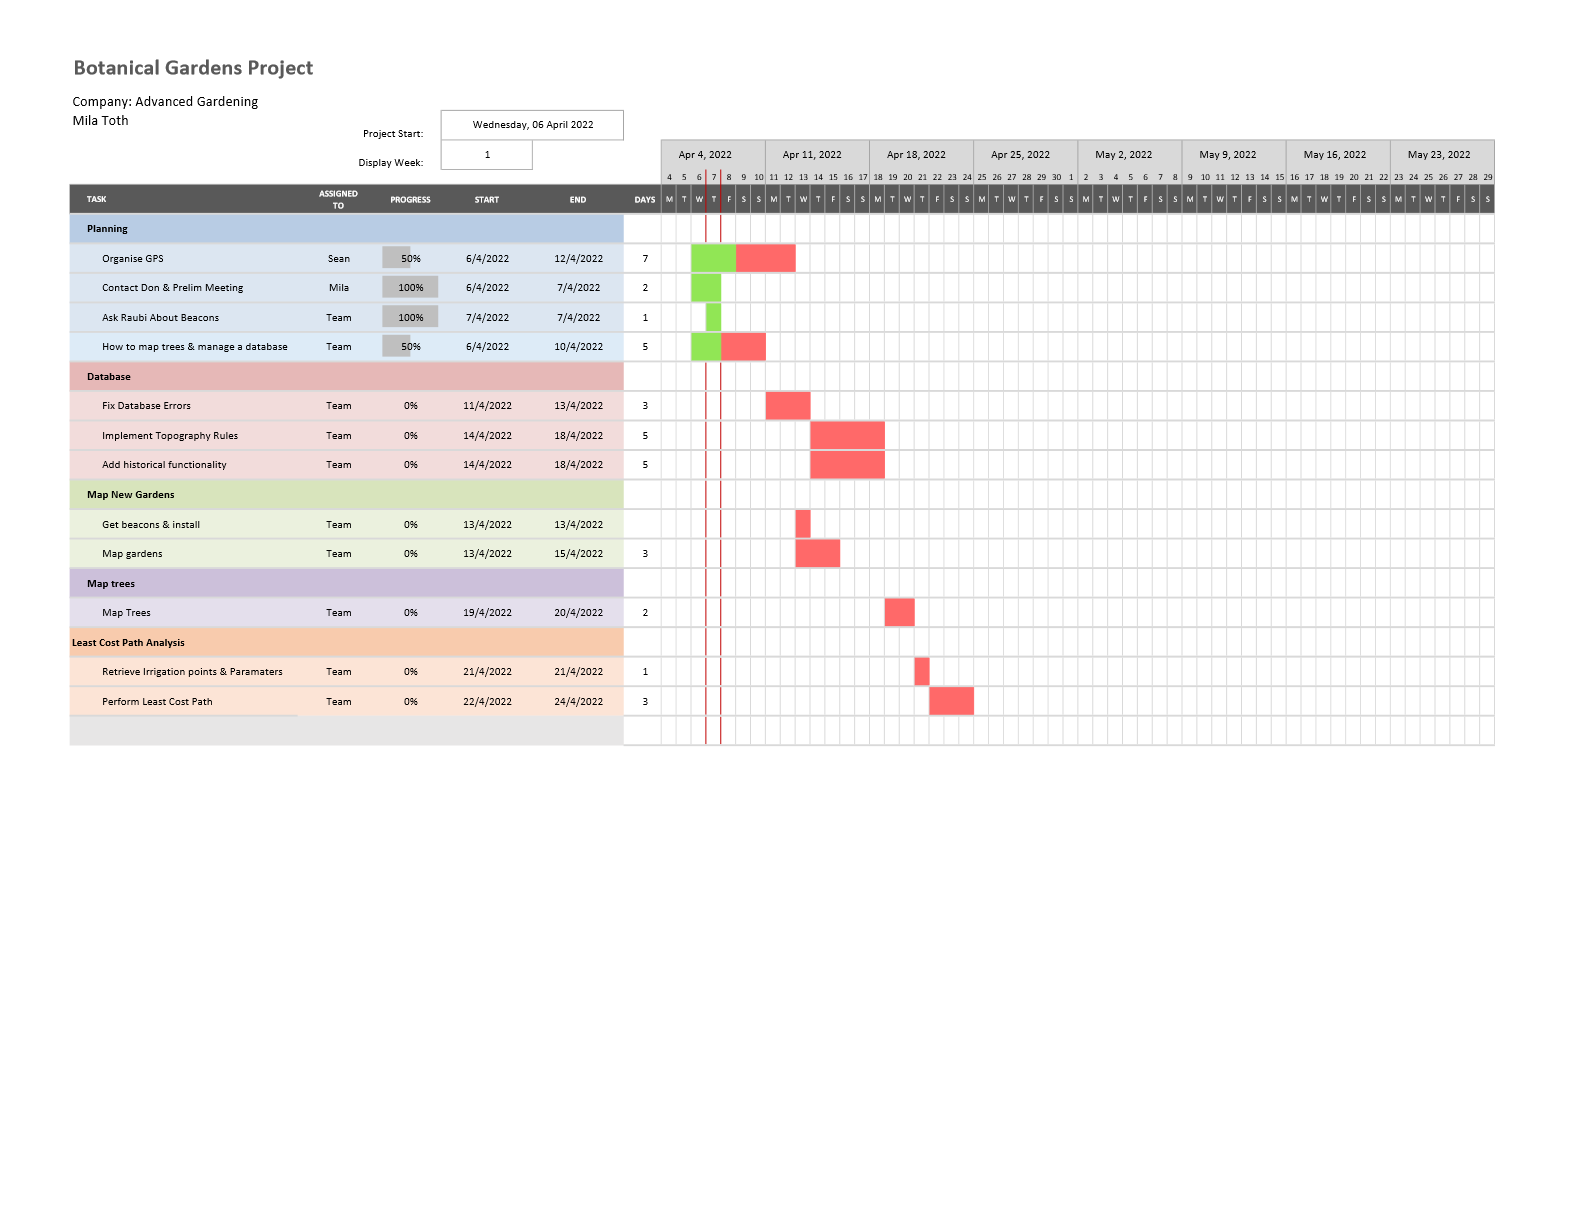 Botanical Gardens Project
Company: Advanced Gardening
Mila Toth
Project Start: Wednesday, 06 April 2022
Display Week: 1
Apr 4, 2022 Apr 11, 2022 Apr 18, 2022 Apr 25, 2022 May 2, 2022 May 9, 2022 May 16, 2022 May 23, 2022
4 5 6 7 8 9 10 11 12 13 14 15 16 17 18 19 20 21 22 23 24 25 26 27 28 29 30 1 2 3 4 5 6 7 8 9 10 11 12 13 14 15 16 17 18 19 20 21 22 23 24 25 26 27 28 29
TASK ASSIGNED TO PROGRESS START END DAYS M T W T F S S M T W T F S S M T W T F S S M T W T F S S M T W T F S S M T W T F S S M T W T F S S M T W T F S S
Planning
Organise GPS Sean 50% 6/4/2022 12/4/2022 7
Contact Don & Prelim Meeting Mila 100% 6/4/2022 7/4/2022 2
Ask Raubi About Beacons Team 100% 7/4/2022 7/4/2022 1
How to map trees & manage a database Team 50% 6/4/2022 10/4/2022 5
Database
Fix Database Errors Team 0% 11/4/2022 13/4/2022 3
Implement Topography Rules Team 0% 14/4/2022 18/4/2022 5
Add historical functionality Team 0% 14/4/2022 18/4/2022 5
Map New Gardens
Get beacons & install Team 0% 13/4/2022 13/4/2022
Map gardens Team 0% 13/4/2022 15/4/2022 3
Map trees
Map Trees Team 0% 19/4/2022 20/4/2022 2
Least Cost Path Analysis
Retrieve Irrigation points & Paramaters Team 0% 21/4/2022 21/4/2022 1
Perform Least Cost Path Team 0% 22/4/2022 24/4/2022 3